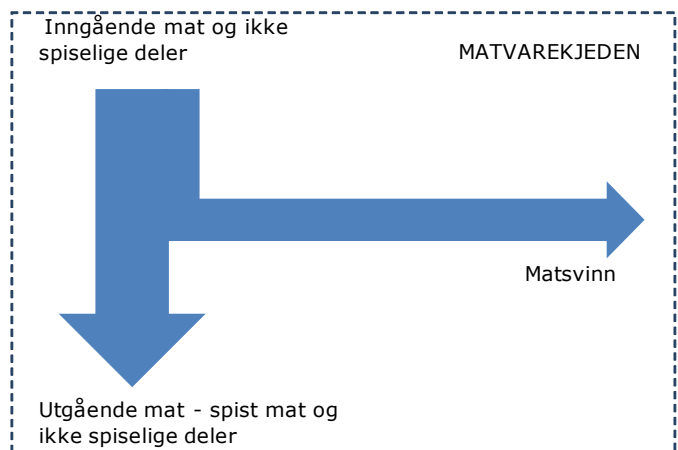 Inngående mat og ikke
spiselige deler
MATVAREKJEDEN
Matsvinn
Utgående mat - spist mat og
ikke spiselige deler